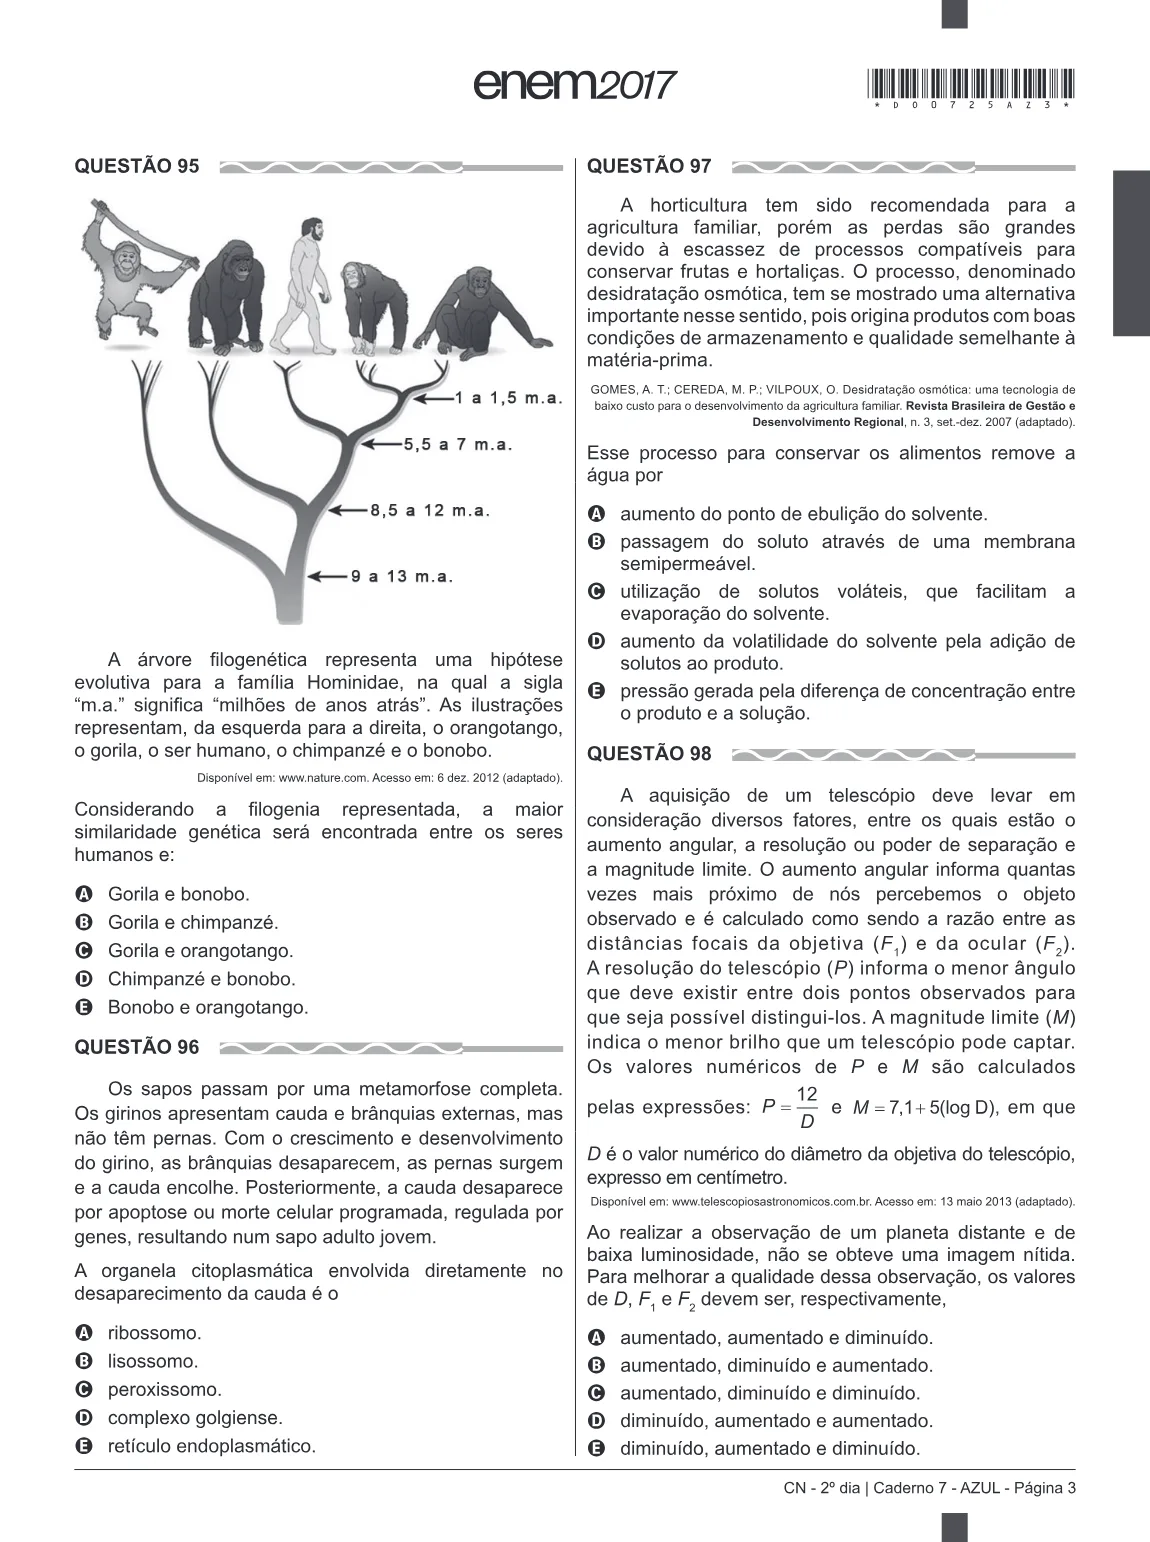 enem2017
*D00725AZ3*
QUESTÃO 95
1 a 1,5 m.a.
5,5 a 7 m.a.
8,5 a 12 m.a.
9 a 13 m.a.
A árvore filogenética representa uma hipótese
evolutiva para a família Hominidae, na qual a sigla
“m.a.” significa “milhões de anos atrás”. As ilustrações
representam, da esquerda para a direita, o orangotango,
o gorila, o ser humano, o chimpanzé e o bonobo.
Disponível em: www.nature.com. Acesso em: 6 dez. 2012 (adaptado).
Considerando a filogenia representada, a maior
similaridade genética será encontrada entre os seres
humanos e:
A Gorila e bonobo.
B Gorila e chimpanzé.
C Gorila e orangotango.
D Chimpanzé e bonobo.
E Bonobo e orangotango.
QUESTÃO 96
Os sapos passam por uma metamorfose completa.
Os girinos apresentam cauda e brânquias externas, mas
não têm pernas. Com o crescimento e desenvolvimento
do girino, as brânquias desaparecem, as pernas surgem
e a cauda encolhe. Posteriormente, a cauda desaparece
por apoptose ou morte celular programada, regulada por
genes, resultando num sapo adulto jovem.
A organela citoplasmática envolvida diretamente no
desaparecimento da cauda é o
A ribossomo.
B lisossomo.
C peroxissomo.
D complexo golgiense.
E retículo endoplasmático.
QUESTÃO 97
A horticultura tem sido recomendada para a
agricultura familiar, porém as perdas são grandes
devido à escassez de processos compatíveis para
conservar frutas e hortaliças. O processo, denominado
desidratação osmótica, tem se mostrado uma alternativa
importante nesse sentido, pois origina produtos com boas
condições de armazenamento e qualidade semelhante à
matéria-prima.
GOMES, A. T.; CEREDA, M. P.; VILPOUX, O. Desidratação osmótica: uma tecnologia de
baixo custo para o desenvolvimento da agricultura familiar. Revista Brasileira de Gestão e
Desenvolvimento Regional, n. 3, set.-dez. 2007 (adaptado).
Esse processo para conservar os alimentos remove a
água por
A aumento do ponto de ebulição do solvente.
B passagem do soluto através de uma membrana
semipermeável.
C utilização de solutos voláteis, que facilitam a
evaporação do solvente.
D aumento da volatilidade do solvente pela adição de
solutos ao produto.
E pressão gerada pela diferença de concentração entre
o produto e a solução.
QUESTÃO 98
A aquisição de um telescópio deve levar em
consideração diversos fatores, entre os quais estão o
aumento angular, a resolução ou poder de separação e
a magnitude limite. O aumento angular informa quantas
vezes mais próximo de nós percebemos o objeto
observado e é calculado como sendo a razão entre as
distâncias focais da objetiva (F1) e da ocular (F2).
A resolução do telescópio (P) informa o menor ângulo
que deve existir entre dois pontos observados para
que seja possível distingui-los. A magnitude limite (M)
indica o menor brilho que um telescópio pode captar.
Os valores numéricos de P e M são calculados
pelas expressões: P = 12/D e M = 7,1 + 5(log D), em que
D é o valor numérico do diâmetro da objetiva do telescópio,
expresso em centímetro.
Disponível em: www.telescopiosastronomicos.com.br. Acesso em: 13 maio 2013 (adaptado).
Ao realizar a observação de um planeta distante e de
baixa luminosidade, não se obteve uma imagem nítida.
Para melhorar a qualidade dessa observação, os valores
de D, F1 e F2 devem ser, respectivamente,
A aumentado, aumentado e diminuído.
B aumentado, diminuído e aumentado.
C aumentado, diminuído e diminuído.
D diminuído, aumentado e aumentado.
E diminuído, aumentado e diminuído.
CN - 2º dia | Caderno 7 - AZUL - Página 3